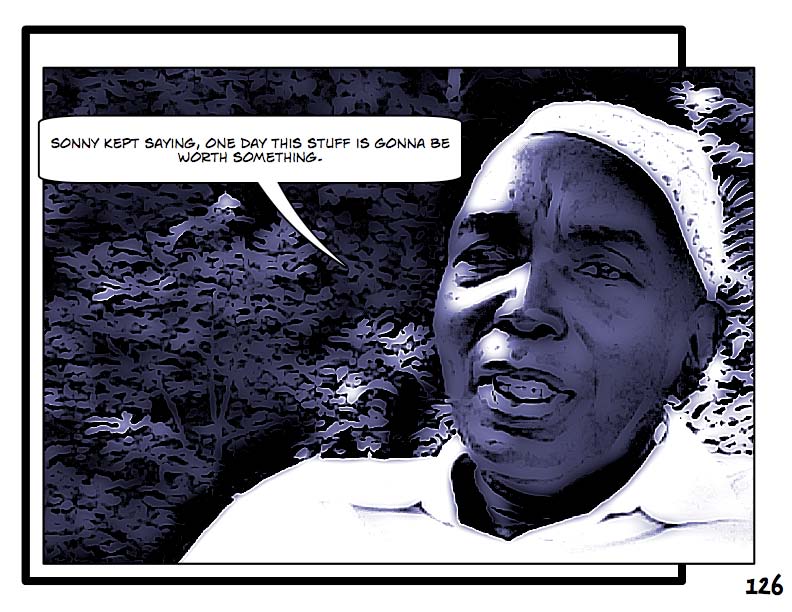 SONNY KEPT SAYING, ONE DAY THIS STUFF IS GONNA BE
WORTH SOMETHING.
126